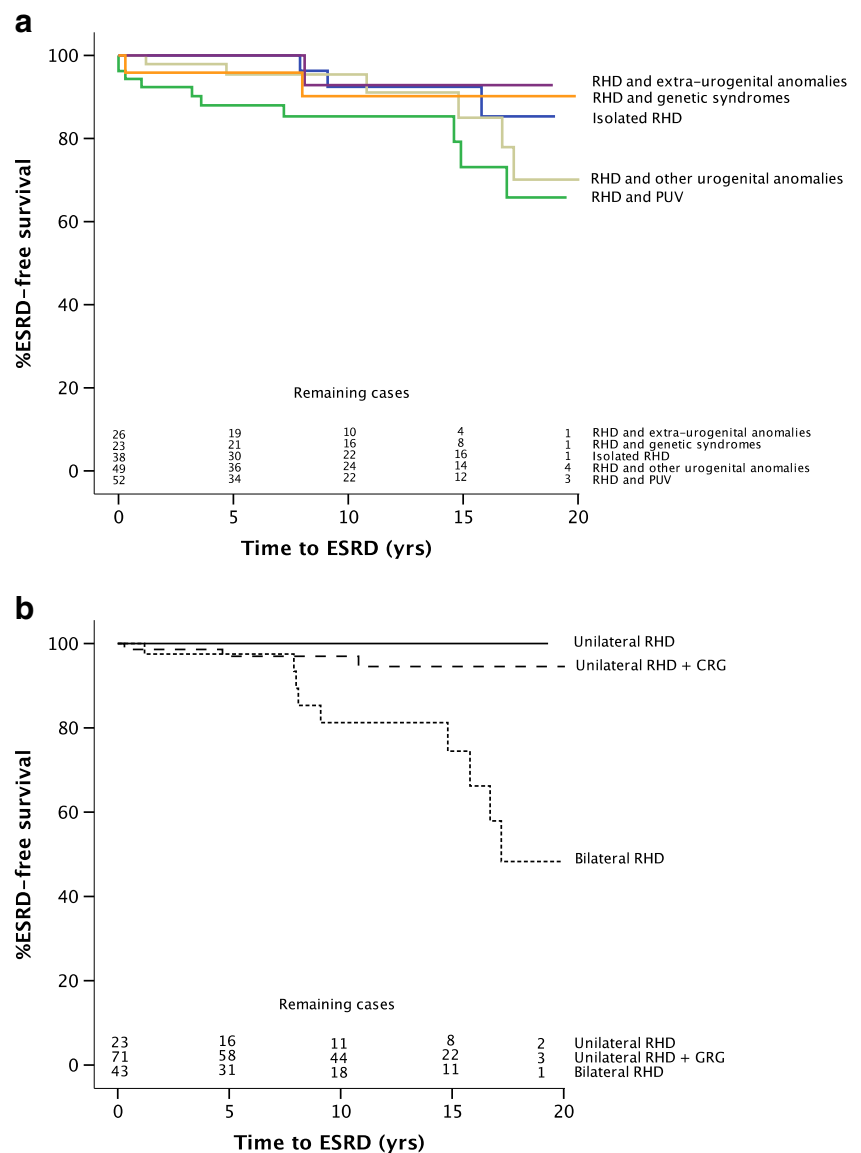 a
100
80
60
40
20
0
%ESRD-free survival
RHD and extra-urogenital anomalies
RHD and genetic syndromes
Isolated RHD
RHD and other urogenital anomalies
RHD and PUV
Remaining cases
26 19 10 4 1 RHD and extra-urogenital anomalies
23 21 16 8 1 RHD and genetic syndromes
38 30 22 16 1 Isolated RHD
49 36 24 14 4 RHD and other urogenital anomalies
52 34 22 12 3 RHD and PUV
0 5 10 15 20
Time to ESRD (yrs)
b
100
80
60
40
20
0
%ESRD-free survival
Unilateral RHD
Unilateral RHD + CRG
Bilateral RHD
Remaining cases
23 16 11 8 2 Unilateral RHD
71 58 44 22 3 Unilateral RHD + GRG
43 31 18 11 1 Bilateral RHD
0 5 10 15 20
Time to ESRD (yrs)